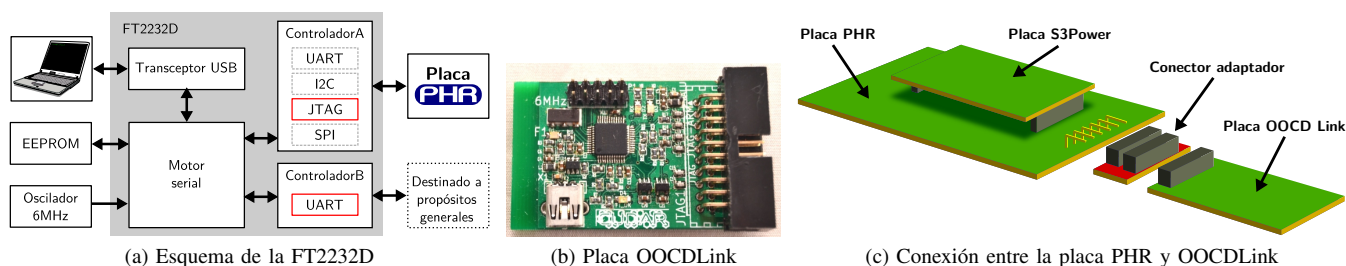 FT2232D
Transceptor USB
EEPROM
Motor
serial
Oscilador
6MHz
ControladorA
UART
I2C
JTAG
SPI
ControladorB
UART
Placa
PHR
Destinado a
propósitos
generales
(a) Esquema de la FT2232D
6MHz
F1
JTAG
(b) Placa OOCDLink
Placa PHR
Placa S3Power
Conector adaptador
Placa OOCD Link
(c) Conexión entre la placa PHR y OOCDLink